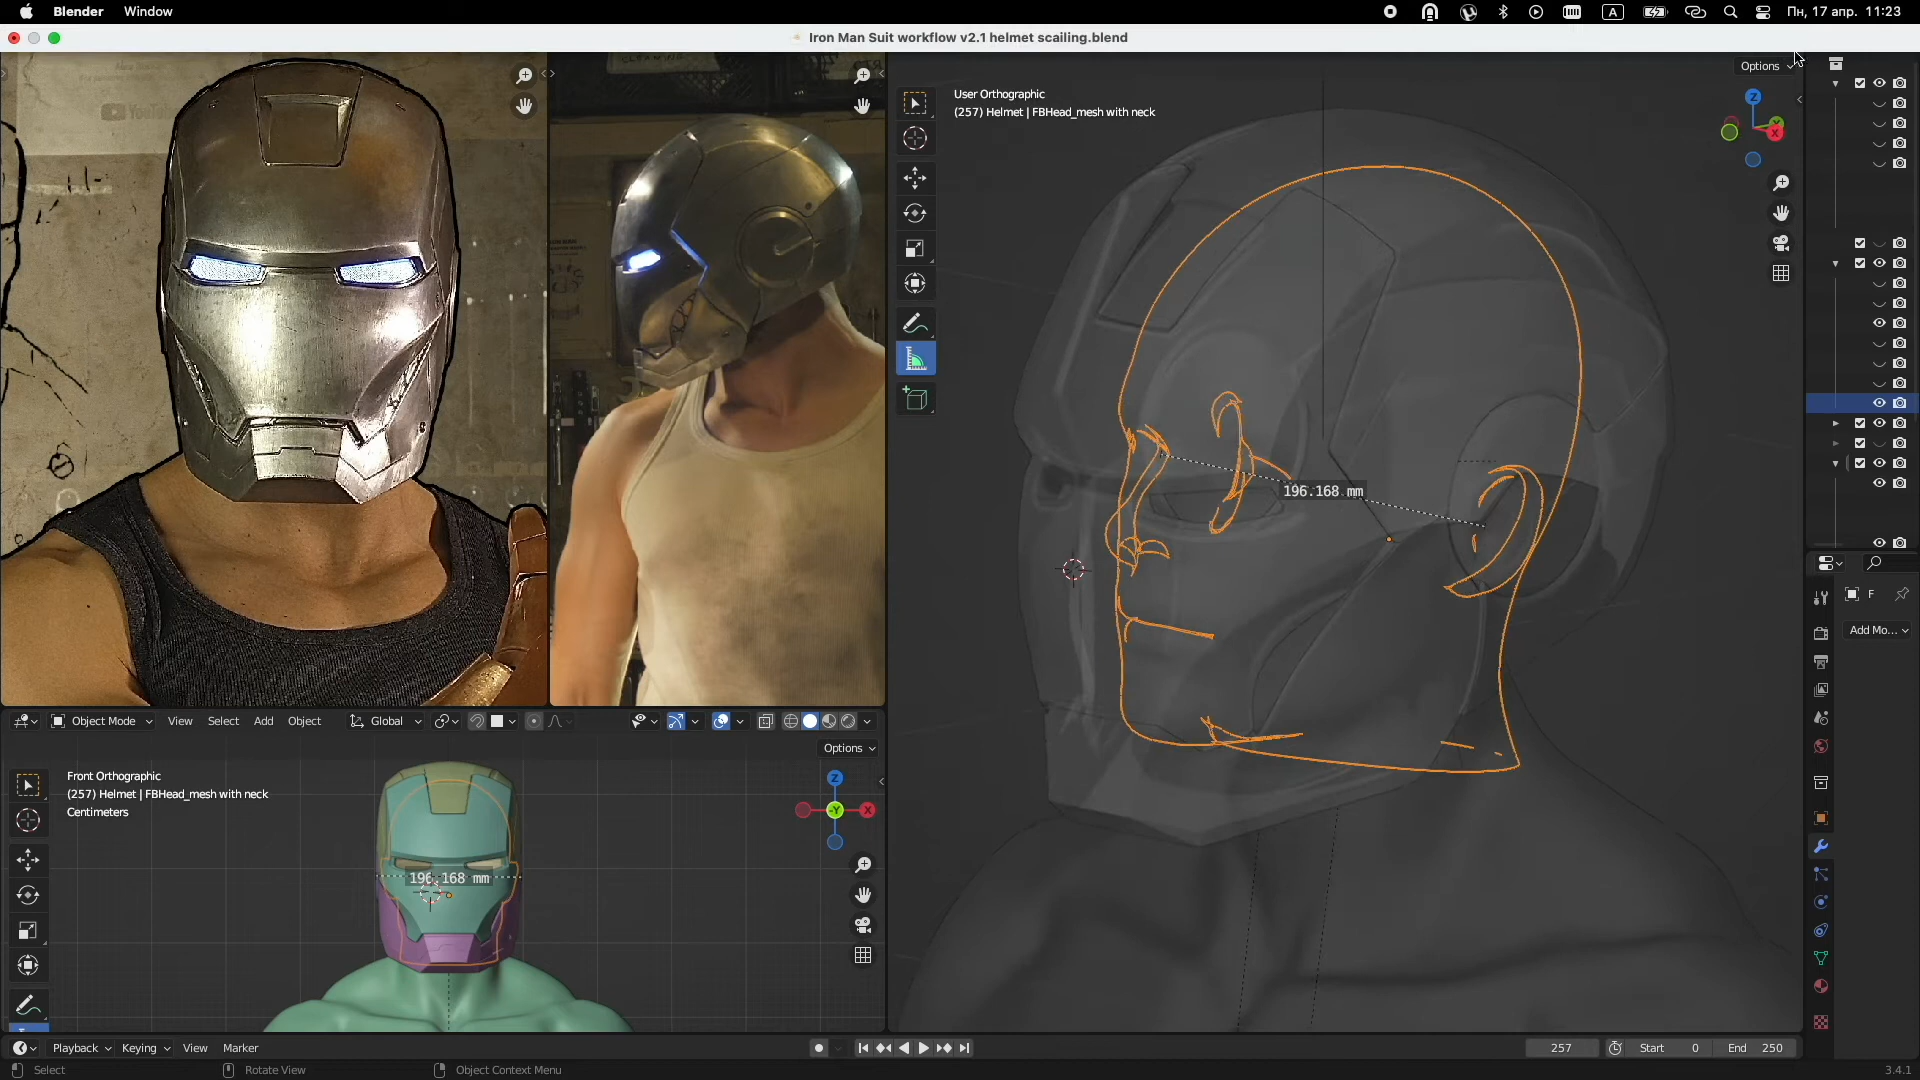 Blender Window
A
Пн, 17 апр. 11:23
Iron Man Suit workflow v2.1 helmet scailing.blend
YouTube
Options
User Orthographic
(257) Helmet | FBHead_mesh with neck
Z
Y
X
196.168 mm
F
Add Mo...
Object Mode View Select Add Object Global
Options
Front Orthographic
(257) Helmet | FBHead_mesh with neck
Centimeters
Z
-Y
X
196.168 mm
Playback Keying View Marker
257 Start 0 End 250
Select Rotate View Object Context Menu 3.4.1